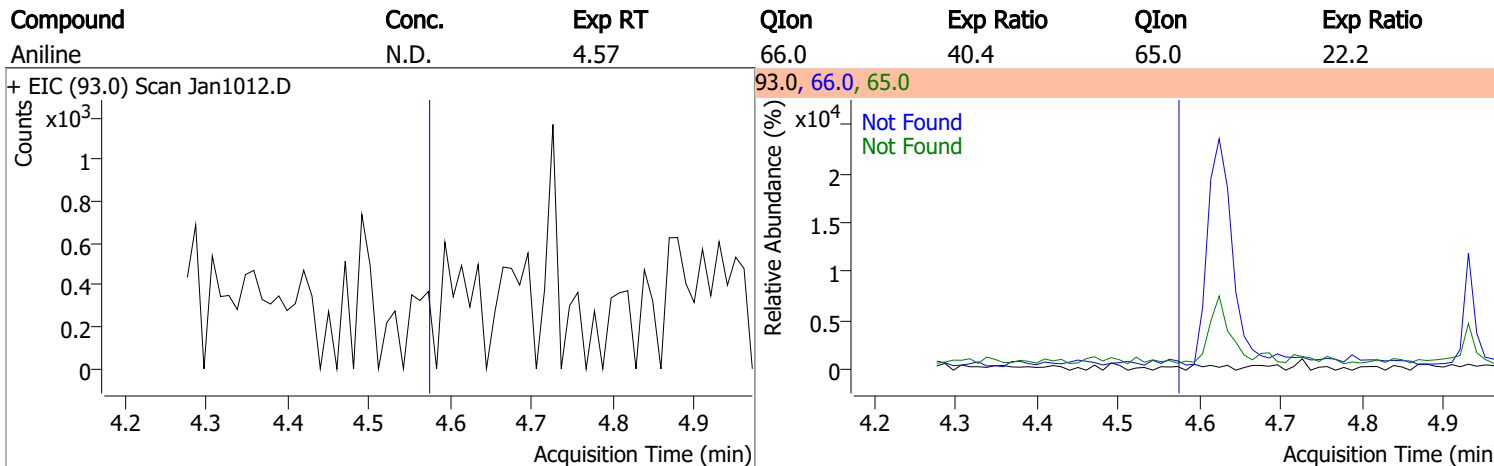 Compound Conc. Exp RT QIon Exp Ratio QIon Exp Ratio
Aniline N.D. 4.57 66.0 40.4 65.0 22.2
+ EIC (93.0) Scan Jan1012.D
Counts
x10³
1
0.8
0.6
0.4
0.2
0
4.2 4.3 4.4 4.5 4.6 4.7 4.8 4.9
Acquisition Time (min)
93.0, 66.0, 65.0
Relative Abundance (%)
x10⁴
Not Found
Not Found
2
1.5
1
0.5
0
4.2 4.3 4.4 4.5 4.6 4.7 4.8 4.9
Acquisition Time (min